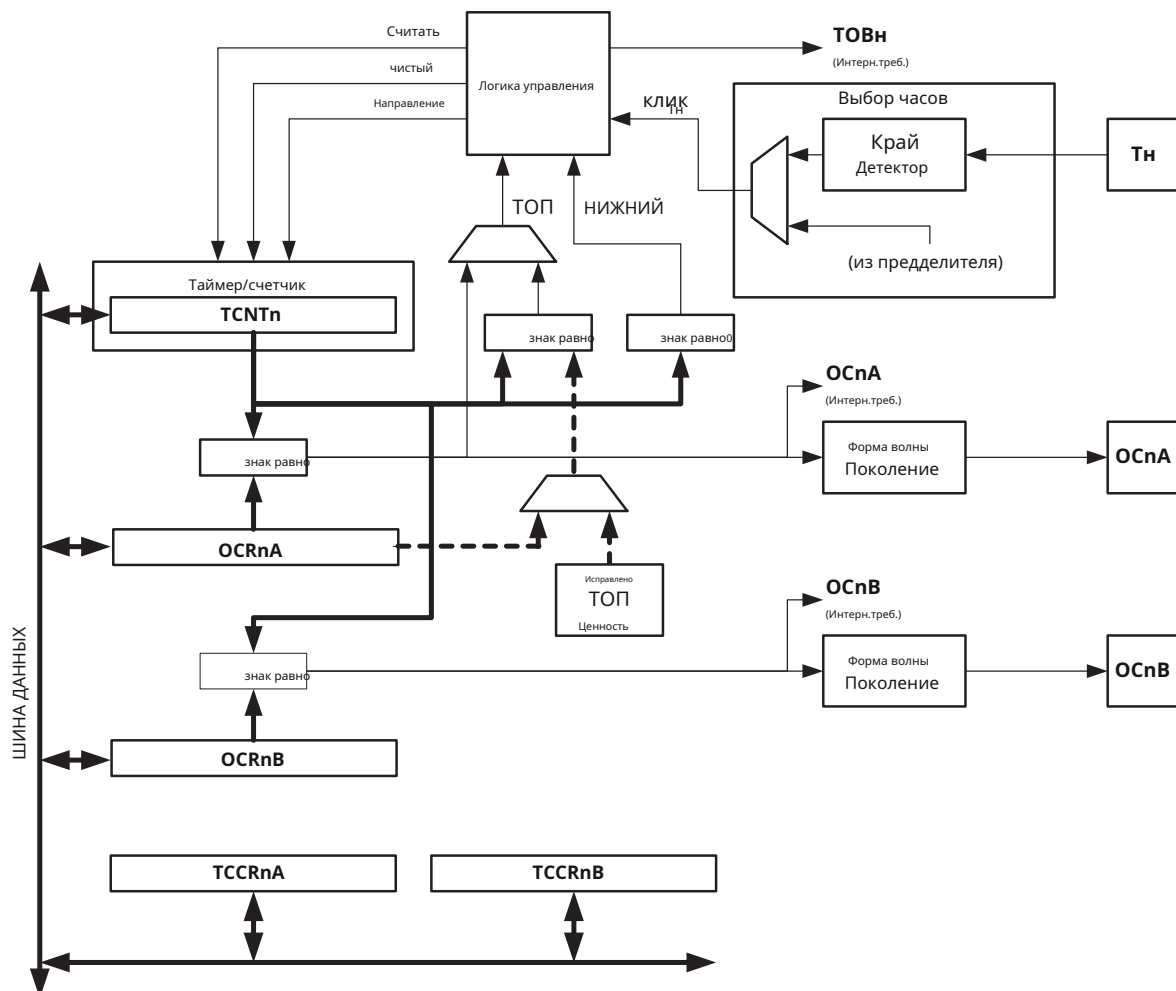 Считать
чистый
Направление
Логика управления
ТОВн
(Интерн.треб.)
КЛИК
Тн
Выбор часов
Край
Детектор
Тн
(из предделителя)
ТОП
НИЖНИЙ
Таймер/счетчик
TCNTn
знак равно
знак равно0
OCnA
(Интерн.треб.)
знак равно
Форма волны
Поколение
OCnA
OCRnA
Исправлено
ТОП
Ценность
OCnB
(Интерн.треб.)
знак равно
Форма волны
Поколение
OCnB
OCRnB
ШИНА ДАННЫХ
TCCRnA
TCCRnB